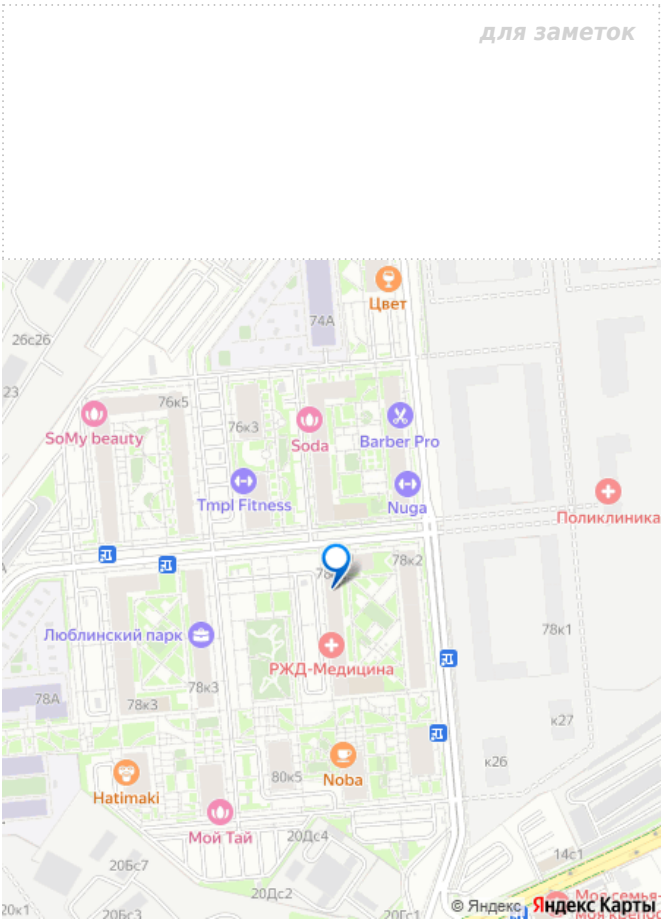 для заметок
Цвет
74А
26с26
23
76к5
SoMy beauty
76к3
Soda
Barber Pro
Tmpl Fitness
Nuga
Поликлиника
78к2
Люблинский парк
78к1
РЖД-Медицина
78А
78к3
78к3
к27
к26
Noba
80к5
Hatimaki
Мой Тай
20Дс4
20Бс7
14с1
20Дс2
20к1
20Бс3
20Гс1
© Яндекс Яндекс Карты
Моя семья-